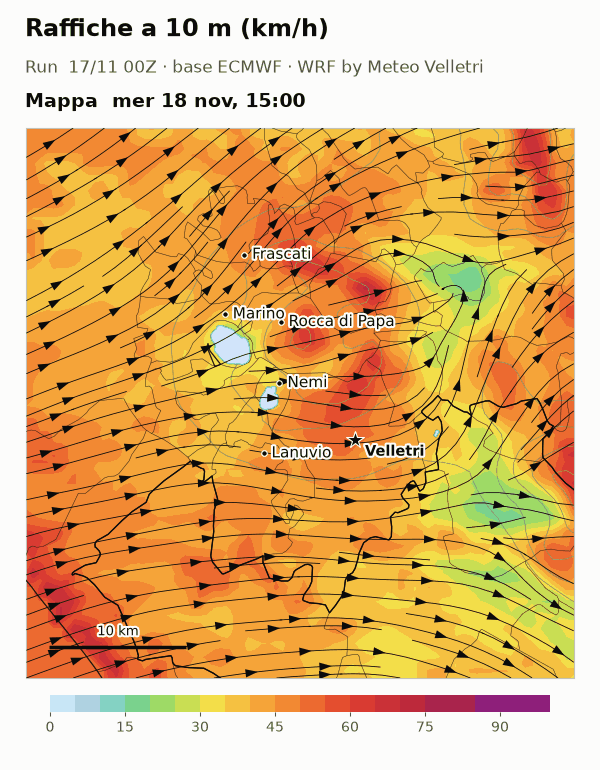 Raffiche a 10 m (km/h)
Run  17/11 00Z · base ECMWF · WRF by Meteo Velletri
Mappa  mer 18 nov, 15:00
Frascati
Marino
Rocca di Papa
Nemi
Velletri
Lanuvio
10 km
0 15 30 45 60 75 90